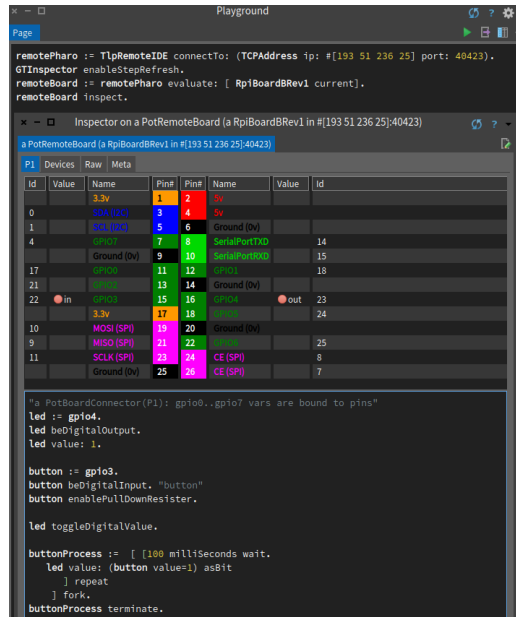 Playground
Page
remotePharo := TlpRemoteIDE connectTo: (TCPAddress ip: #[193 51 236 25] port: 40423).
GTInspector enableStepRefresh.
remoteBoard := remotePharo evaluate: [ RpiBoardBRev1 current].
remoteBoard inspect.
Inspector on a PotRemoteBoard (a RpiBoardBRev1 in #[193 51 236 25]:40423)
a PotRemoteBoard (a RpiBoardBRev1 in #[193 51 236 25]:40423)
P1 Devices Raw Meta
Id Value Name Pin# Pin# Name Value Id
3.3v 1 2 5v
0 3 4 5v
1 SCL (I2C) 5 6 Ground (0v)
4 GPIO7 7 8 SerialPortTXD 14
Ground (0v) 9 10 SerialPortRXD 15
17 GPIO0 11 12 GPIO1 18
21 GPIO2 13 14 Ground (0v)
22 in GPIO3 15 16 GPIO4 out 23
3.3v 17 18 GPIO5 24
10 MOSI (SPI) 19 20 Ground (0v)
9 MISO (SPI) 21 22 GPIO6 25
11 SCLK (SPI) 23 24 CE (SPI) 8
Ground (0v) 25 26 CE (SPI) 7
"a PotBoardConnector(P1): gpio0..gpio7 vars are bound to pins"
led := gpio4.
led beDigitalOutput.
led value: 1.
button := gpio3.
button beDigitalInput. "button"
button enablePullDownResister.
led toggleDigitalValue.
buttonProcess := [ [100 milliSeconds wait.
led value: (button value=1) asBit
] repeat
] fork.
buttonProcess terminate.